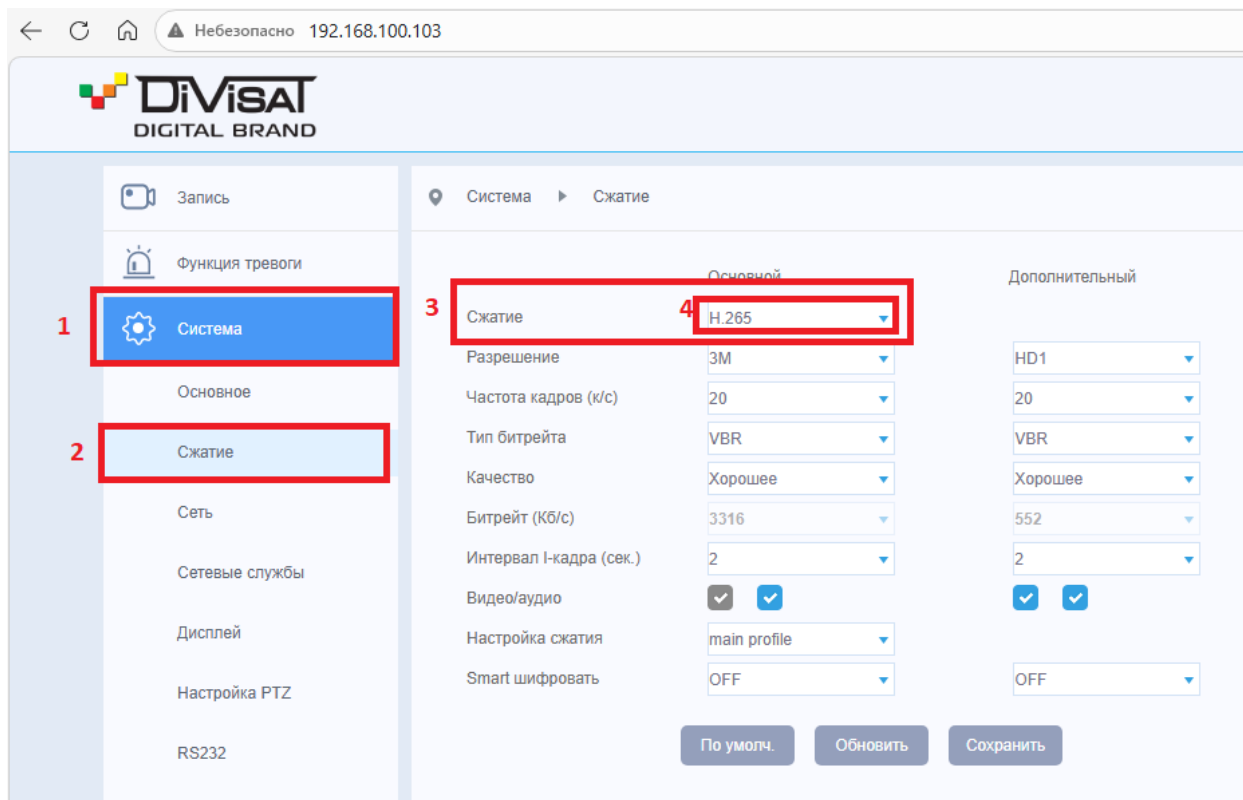 Небезопасно 192.168.100.103
DiViSAT
DIGITAL BRAND
Запись
Система Сжатие
Функция тревоги
Основной Дополнительный
1 Система
3 Сжатие 4 H.265
Разрешение 3M HD1
Основное
Частота кадров (к/с) 20 20
Тип битрейта VBR VBR
2 Сжатие
Качество Хорошее Хорошее
Сеть
Битрейт (Кб/с) 3316 552
Интервал I-кадра (сек.) 2 2
Сетевые службы
Видео/аудио
Дисплей
Настройка сжатия main profile
Smart шифровать OFF OFF
Настройка PTZ
RS232
По умолч. Обновить Сохранить